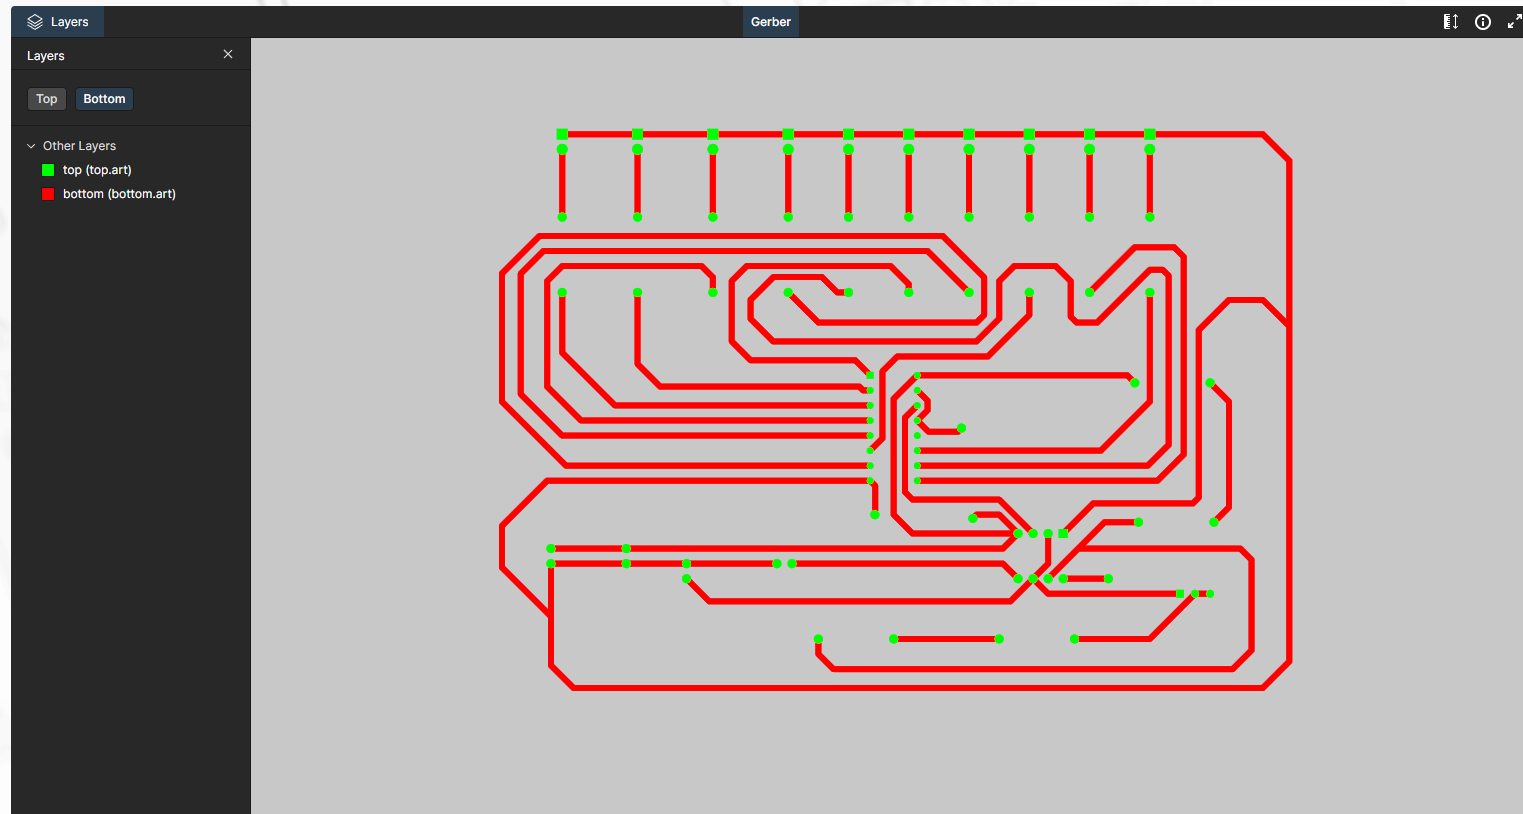 Layers
Gerber
Layers
Top Bottom
Other Layers
top (top.art)
bottom (bottom.art)